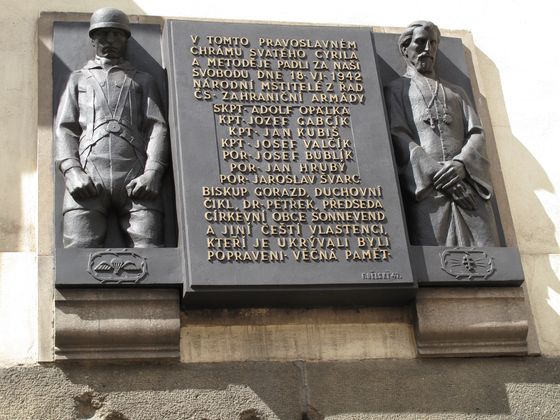 V TOMTO PRAVOSLAVNÉM
CHRÁMU SVATÉHO CYRILA
A METODĚJE PADLI ZA NAŠI
SVOBODU DNE 18·VI·1942
NÁRODNÍ MSTITELÉ Z ŘAD
ČS· ZAHRANIČNÍ ARMÁDY
ŠKPT· ADOLF OPÁLKA
KPT· JOZEF GABČÍK
KPT· JAN KUBIŠ
KPT· JOSEF VALČÍK
POR· JOSEF BUBLÍK
POR· JAN HRUBÝ
POR· JAROSLAV ŠVARC
BISKUP GORAZD, DUCHOVNÍ
ČIKL, DR· PETŘEK, PŘEDSEDA
CÍRKEVNÍ OBCE SONNEVEND
A JINÍ ČEŠTÍ VLASTENCI,
KTEŘÍ JE UKRÝVALI BYLI
POPRAVENI· VĚČNÁ PAMĚŤ·